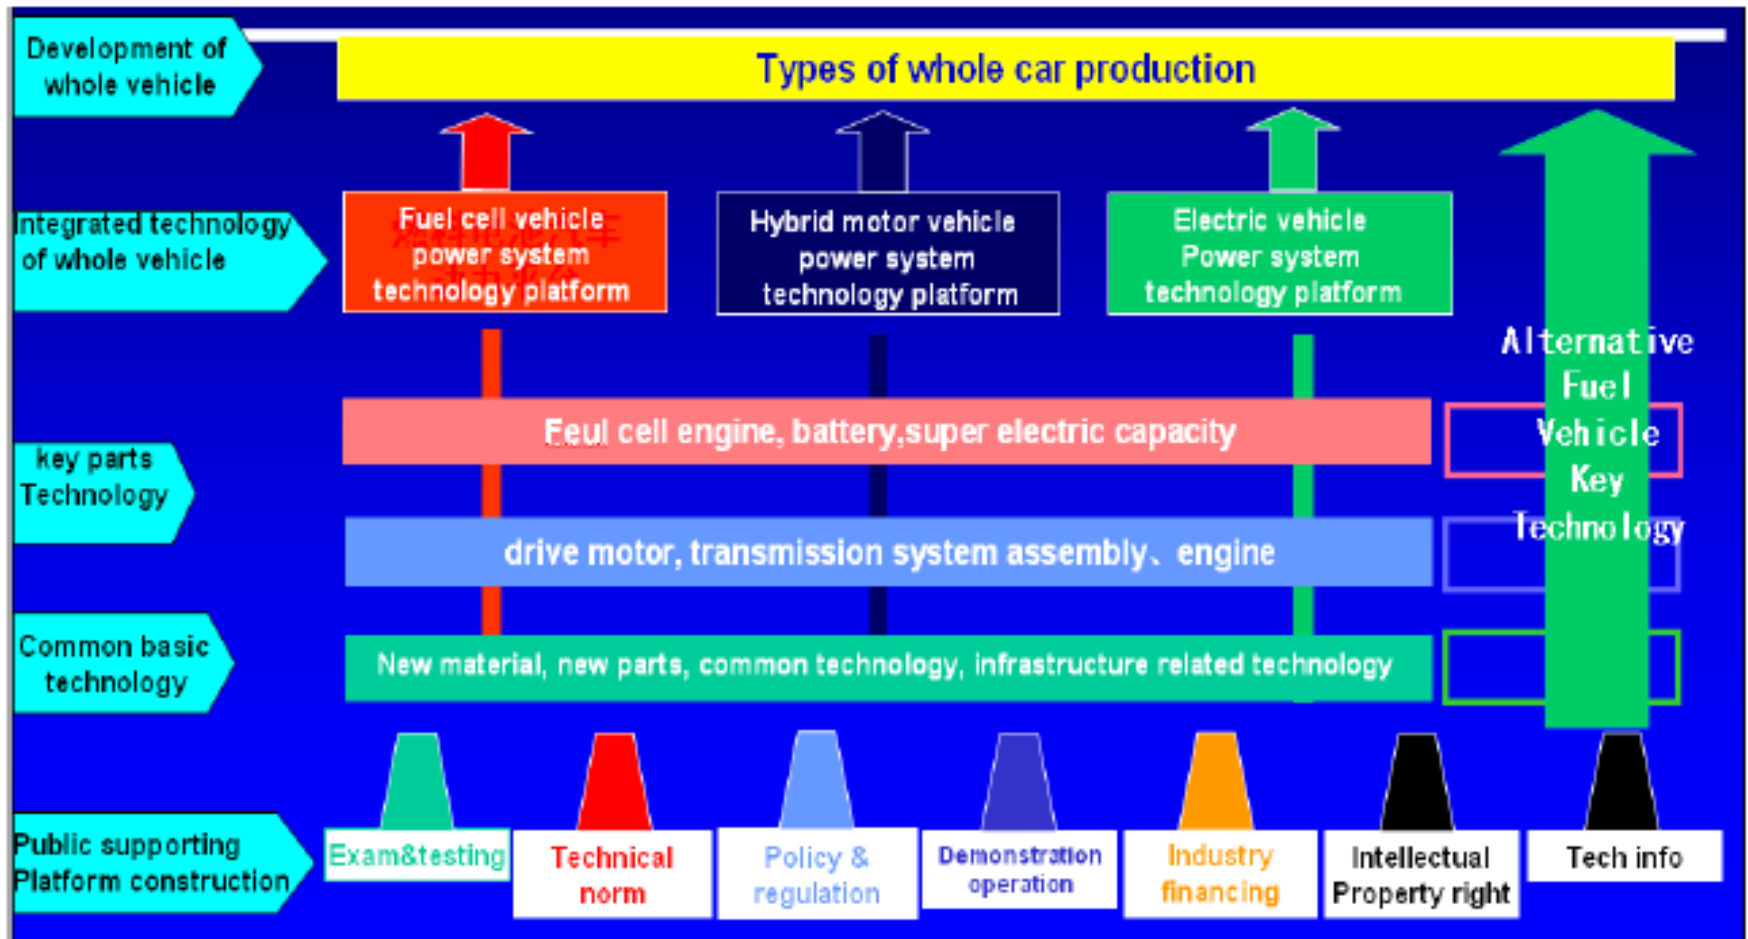 Development of
whole vehicle
Types of whole car production
Integrated technology
of whole vehicle
Fuel cell vehicle
power system
technology platform
Hybrid motor vehicle
power system
technology platform
Electric vehicle
Power system
technology platform
Alternative
Fuel
Vehicle
Key
Technology
key parts
Technology
Feul cell engine, battery,super electric capacity
drive motor, transmission system assembly、engine
Common basic
technology
New material, new parts, common technology, infrastructure related technology
Public supporting
Platform construction
Exam&testing
Technical
norm
Policy &
regulation
Demonstration
operation
Industry
financing
Intellectual
Property right
Tech info